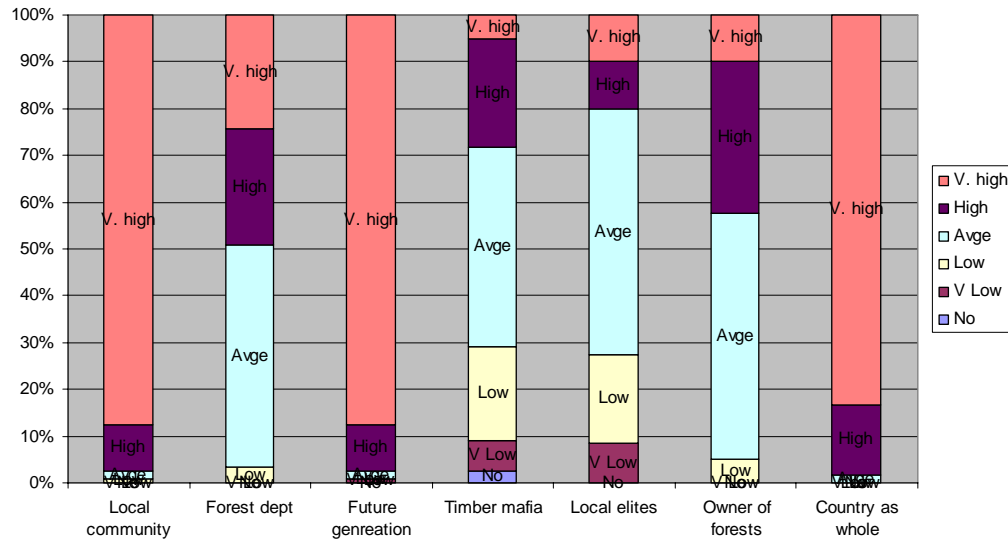 100%
90%
80%
70%
60%
50%
40%
30%
20%
10%
0%
V. high
High
Avge
V. high
High
Avge
Low
V. high
High
Avge
No
V. high
High
Avge
Low
V Low
No
V. high
High
Avge
Low
V Low
No
V. high
High
Avge
Low
V. high
High
Local
community
Forest dept
Future
genreation
Timber mafia
Local elites
Owner of
forests
Country as
whole
V. high
High
Avge
Low
V Low
No